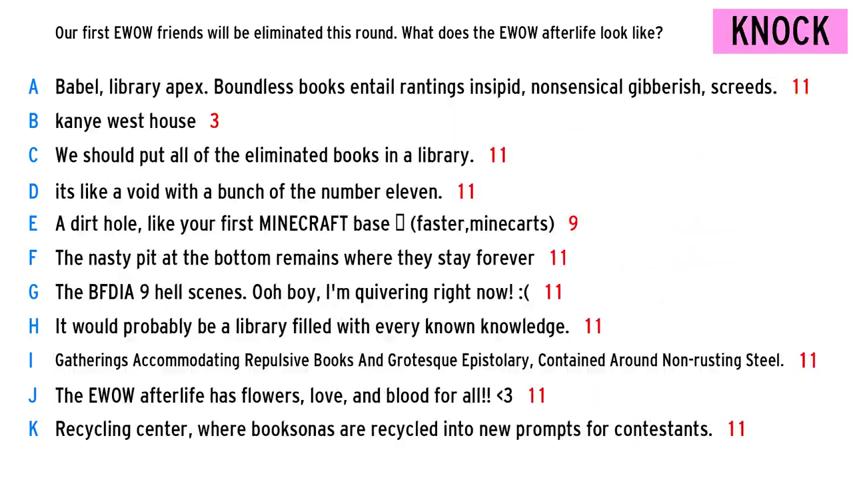 Our first EWOW friends will be eliminated this round. What does the EWOW afterlife look like?
KNOCK
A Babel, library apex. Boundless books entail rantings insipid, nonsensical gibberish, screeds. 11
B kanye west house 3
C We should put all of the eliminated books in a library. 11
D its like a void with a bunch of the number eleven. 11
E A dirt hole, like your first MINECRAFT base ▯ (faster,minecarts) 9
F The nasty pit at the bottom remains where they stay forever 11
G The BFDIA 9 hell scenes. Ooh boy, I'm quivering right now! :( 11
H It would probably be a library filled with every known knowledge. 11
I Gatherings Accommodating Repulsive Books And Grotesque Epistolary, Contained Around Non-rusting Steel. 11
J The EWOW afterlife has flowers, love, and blood for all!! <3 11
K Recycling center, where booksonas are recycled into new prompts for contestants. 11